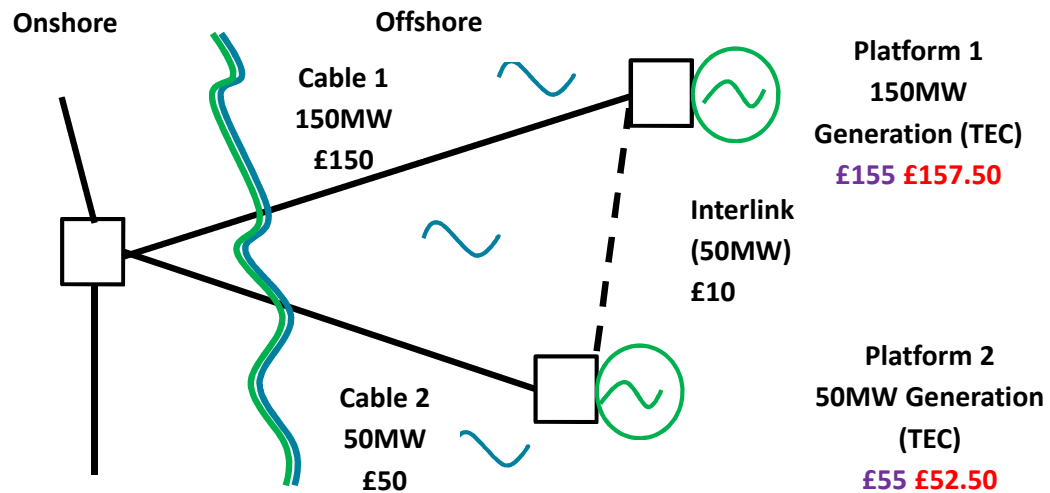 Onshore
Offshore
Cable 1
150MW
£150
Platform 1
150MW
Generation (TEC)
£155 £157.50
Interlink
(50MW)
£10
Cable 2
50MW
£50
Platform 2
50MW Generation
(TEC)
£55 £52.50